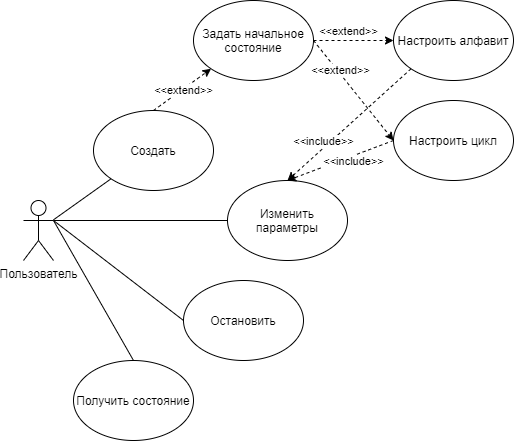 Задать начальное
состояние
<<extend>>
Настроить алфавит
<<extend>>
<<extend>>
Создать
<<include>>
Настроить цикл
<<include>>
Изменить
параметры
Пользователь
Остановить
Получить состояние